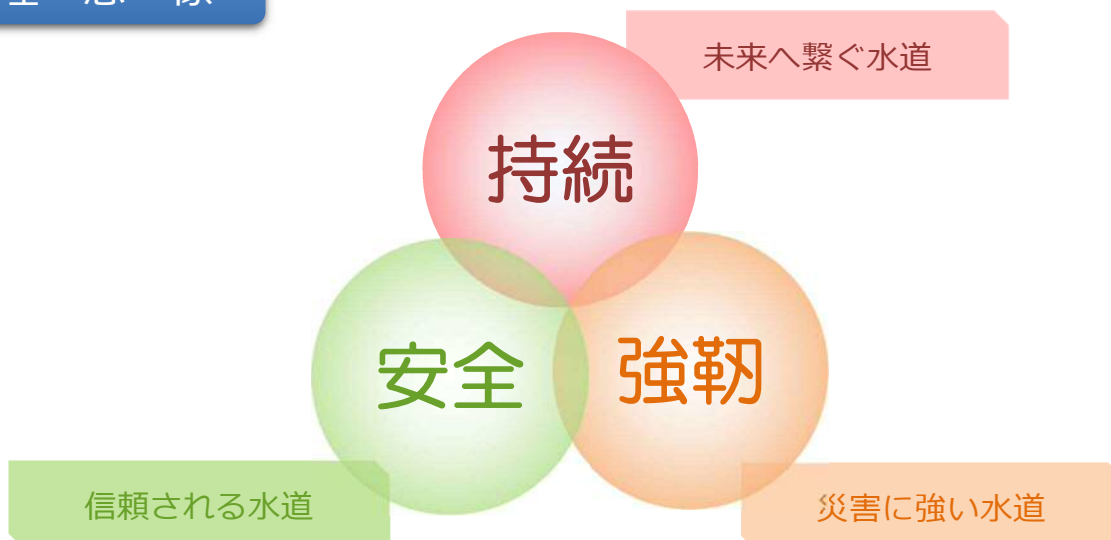 未来へ繋ぐ水道
持続
安全
強靭
信頼される水道
災害に強い水道